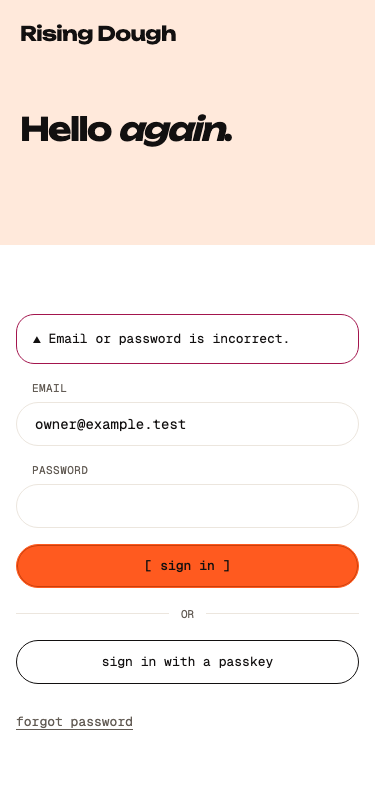 Rising Dough
Hello again.
▲ Email or password is incorrect.
EMAIL
owner@example.test
PASSWORD
[ sign in ]
OR
sign in with a passkey
forgot password